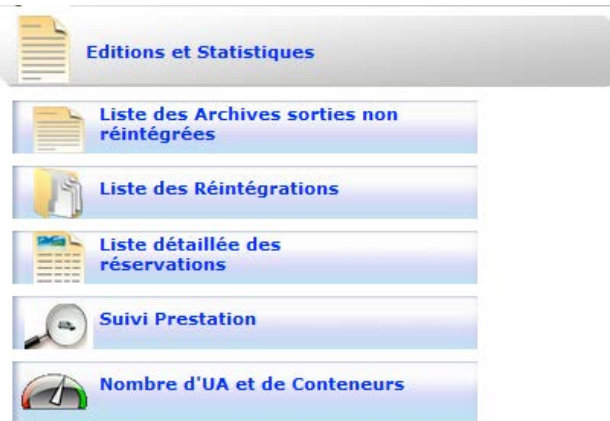 Editions et Statistiques
Liste des Archives sorties non
réintégrées
Liste des Réintégrations
Liste détaillée des
réservations
Suivi Prestation
Nombre d'UA et de Conteneurs